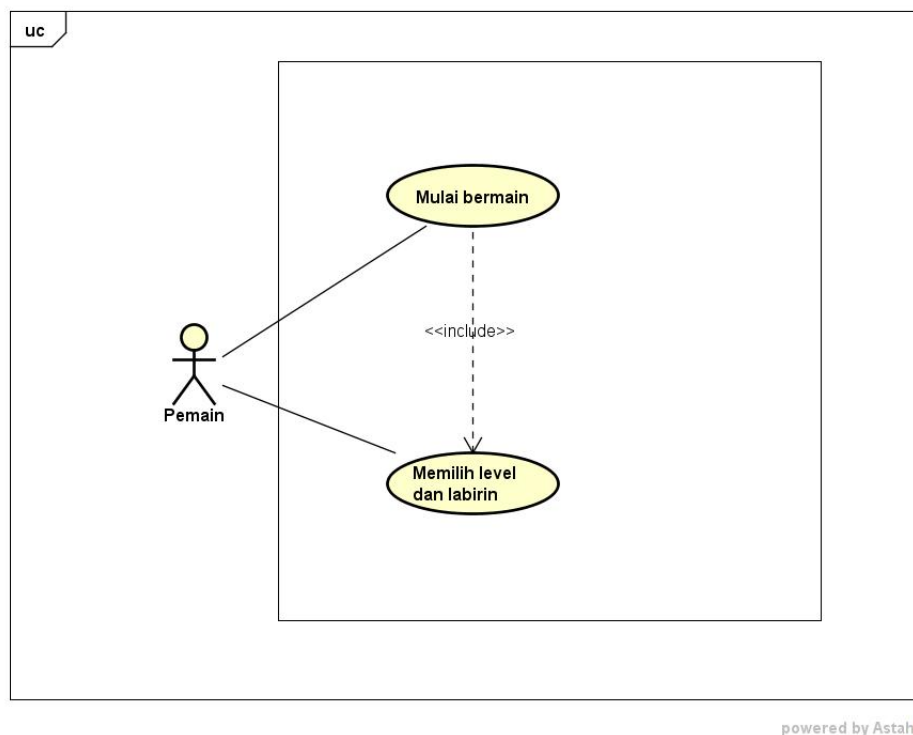 uc
Mulai bermain
<<include>>
Pemain
Memilih level
dan labirin
powered by Astah